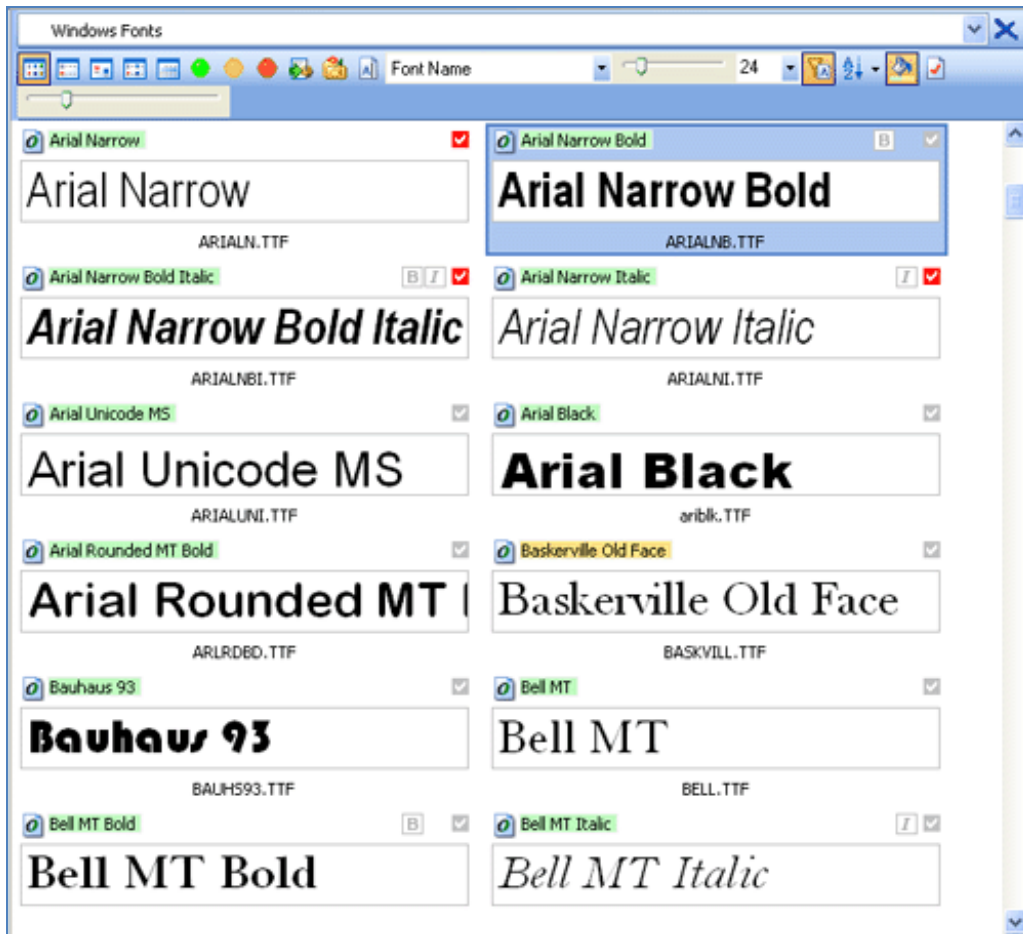 Windows Fonts
Font Name 24
Arial Narrow
Arial Narrow
ARIALN.TTF
Arial Narrow Bold B
Arial Narrow Bold
ARIALNB.TTF
Arial Narrow Bold Italic B I
Arial Narrow Bold Italic
ARIALNBI.TTF
Arial Narrow Italic I
Arial Narrow Italic
ARIALNI.TTF
Arial Unicode MS
Arial Unicode MS
ARIALUNI.TTF
Arial Black
Arial Black
ariblk.TTF
Arial Rounded MT Bold
Arial Rounded MT
ARLRDBD.TTF
Baskerville Old Face
Baskerville Old Face
BASKVILL.TTF
Bauhaus 93
Bauhaus 93
BAUHS93.TTF
Bell MT
Bell MT
BELL.TTF
Bell MT Bold B
Bell MT Bold
Bell MT Italic I
Bell MT Italic